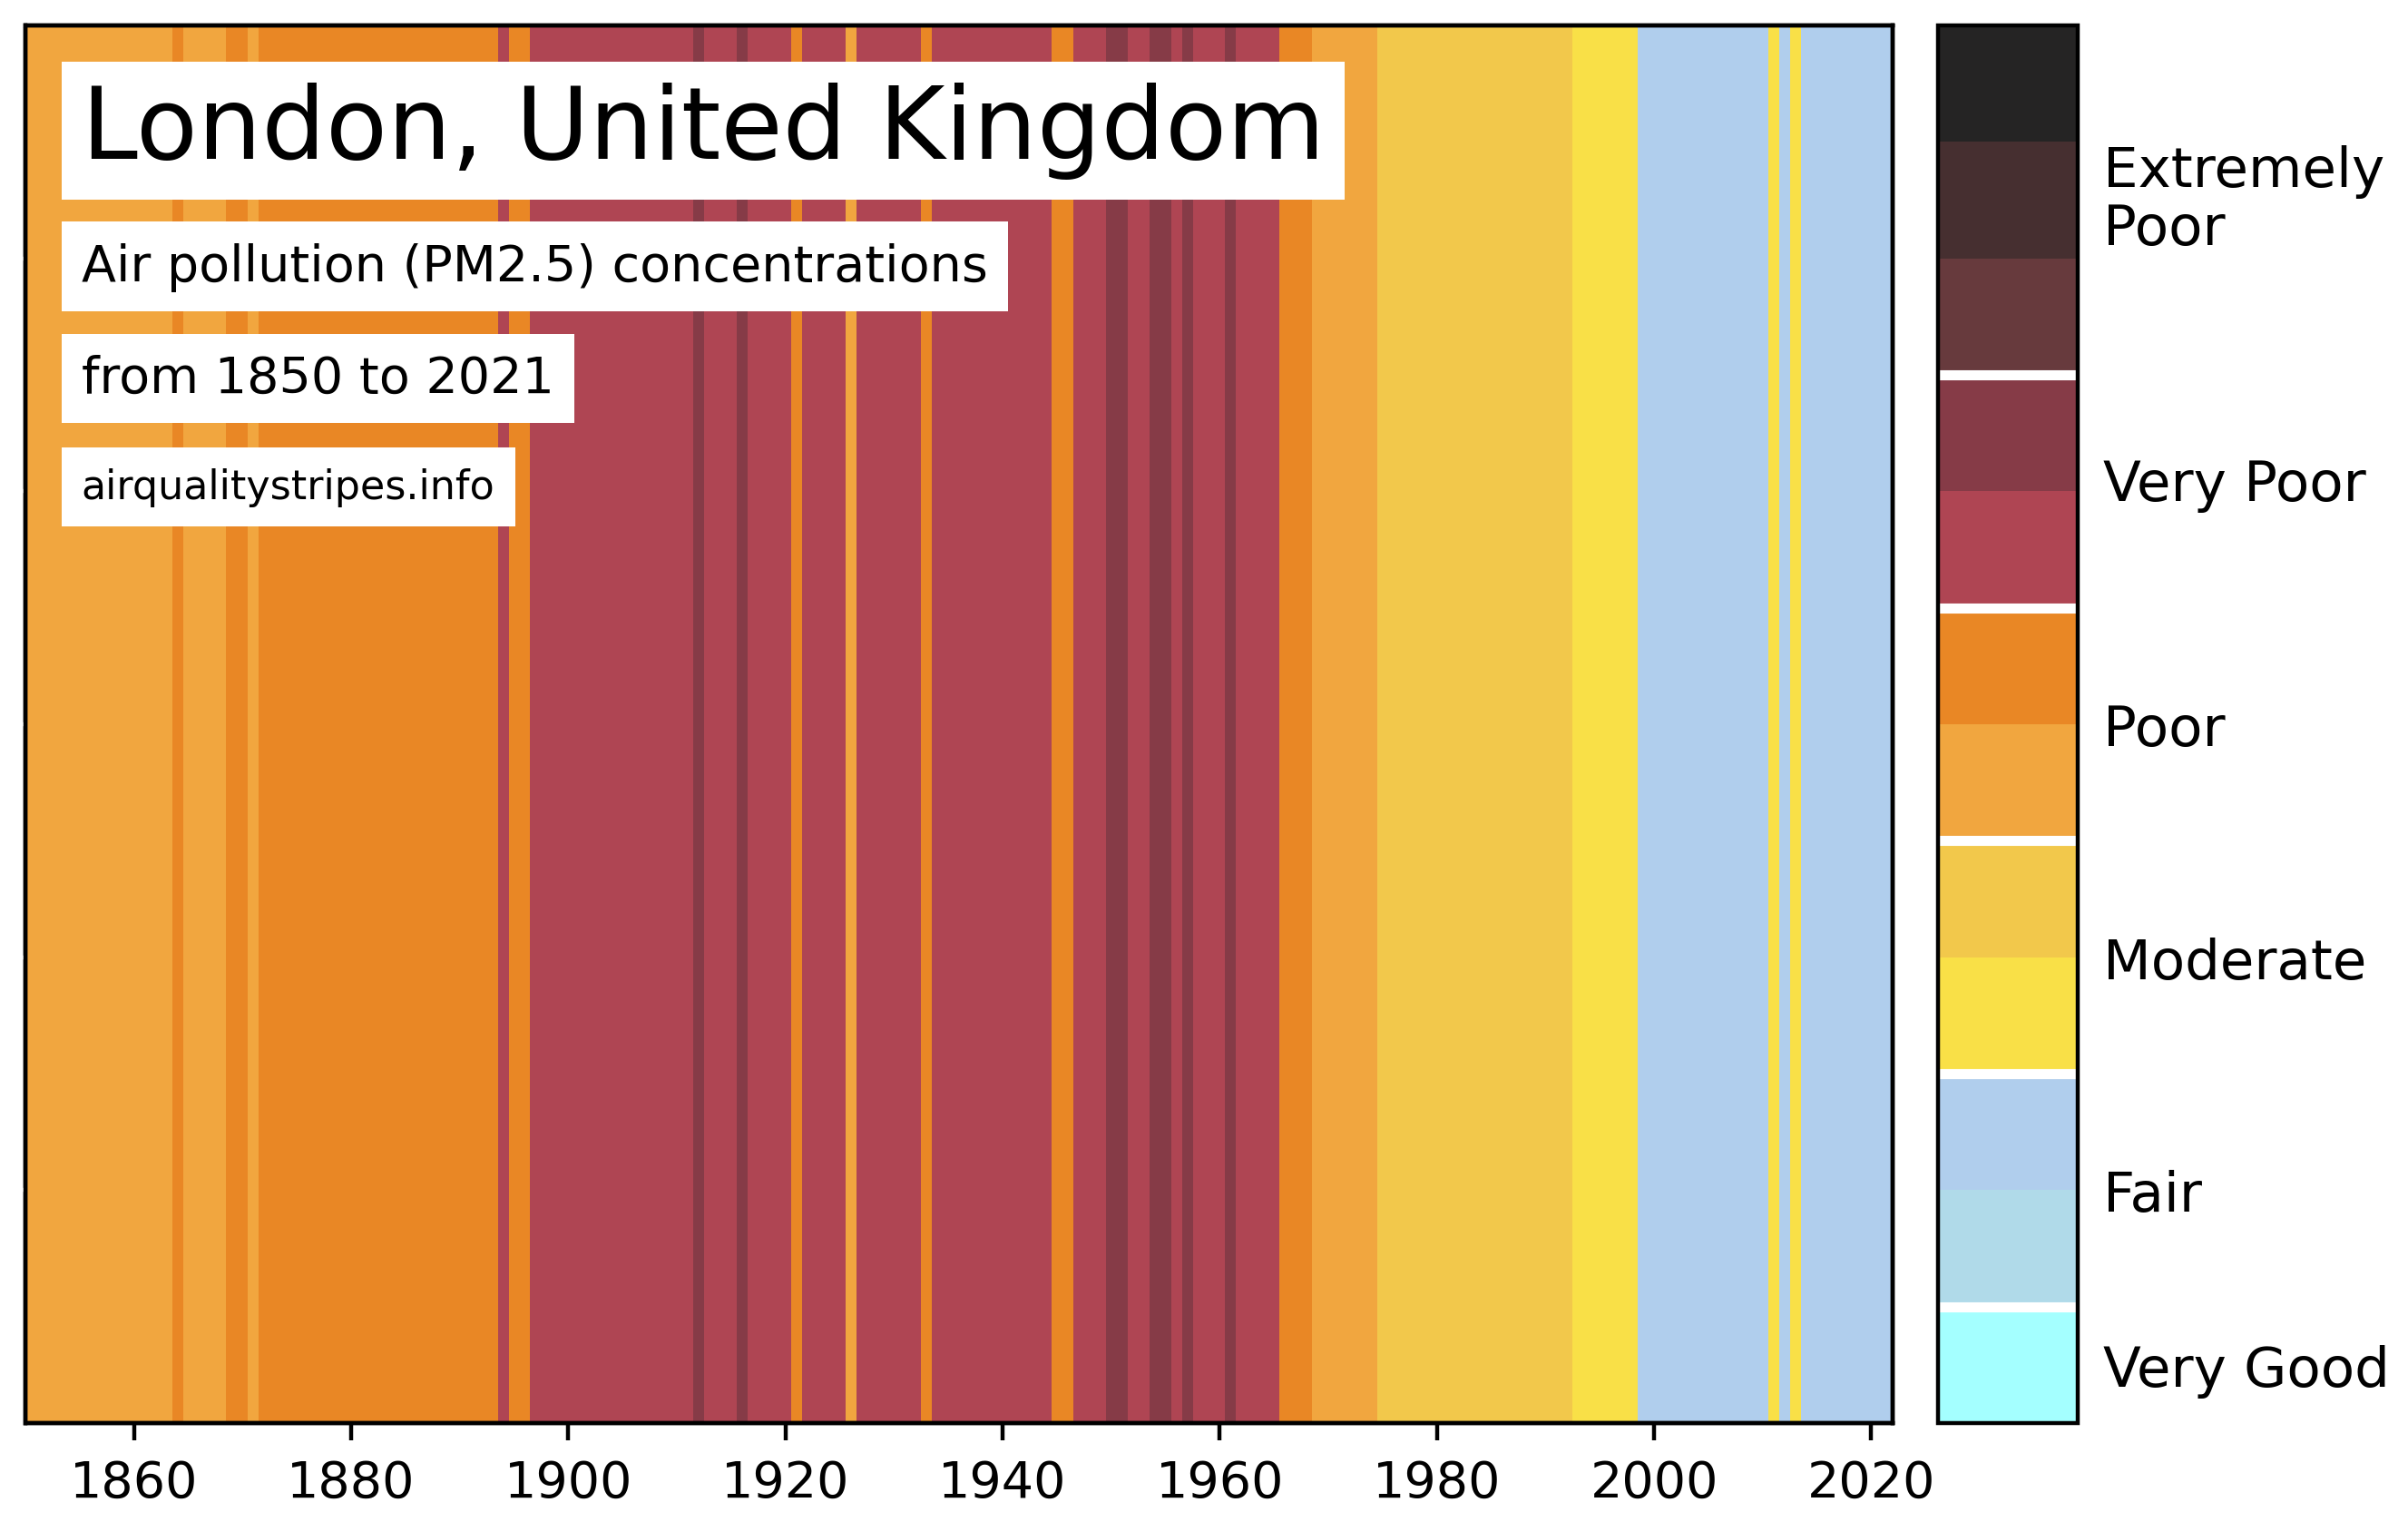 London, United Kingdom
Air pollution (PM2.5) concentrations
from 1850 to 2021
airqualitystripes.info
Extremely
Poor
Very Poor
Poor
Moderate
Fair
Very Good
1860 1880 1900 1920 1940 1960 1980 2000 2020